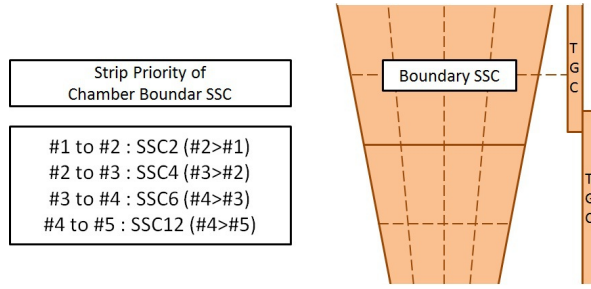 Strip Priority of
Chamber Boundar SSC
#1 to #2 : SSC2 (#2>#1)
#2 to #3 : SSC4 (#3>#2)
#3 to #4 : SSC6 (#4>#3)
#4 to #5 : SSC12 (#4>#5)
Boundary SSC
T
G
C
T
G
C